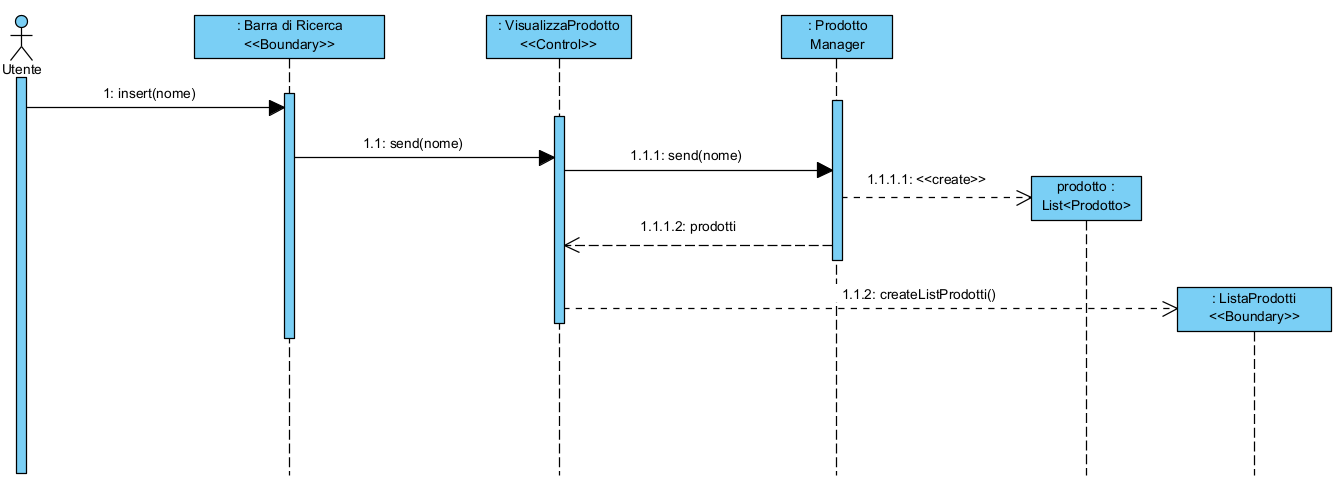 Utente
: Barra di Ricerca
<<Boundary>>
: VisualizzaProdotto
<<Control>>
: Prodotto
Manager
1: insert(nome)
1.1: send(nome)
1.1.1: send(nome)
1.1.1.1: <<create>>
prodotto :
List<Prodotto>
1.1.1.2: prodotti
1.1.2: createListProdotti()
: ListaProdotti
<<Boundary>>